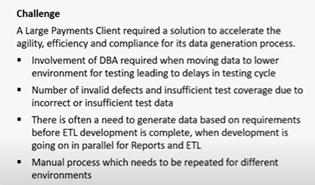 Challenge
A Large Payments Client required a solution to accelerate the
agility, efficiency and compliance for its data generation process.
▪ Involvement of DBA required when moving data to lower
environment for testing leading to delays in testing cycle
▪ Number of invalid defects and insufficient test coverage due to
incorrect or insufficient test data
▪ There is often a need to generate data based on requirements
before ETL development is complete, when development is
going on in parallel for Reports and ETL
▪ Manual process which needs to be repeated for different
environments